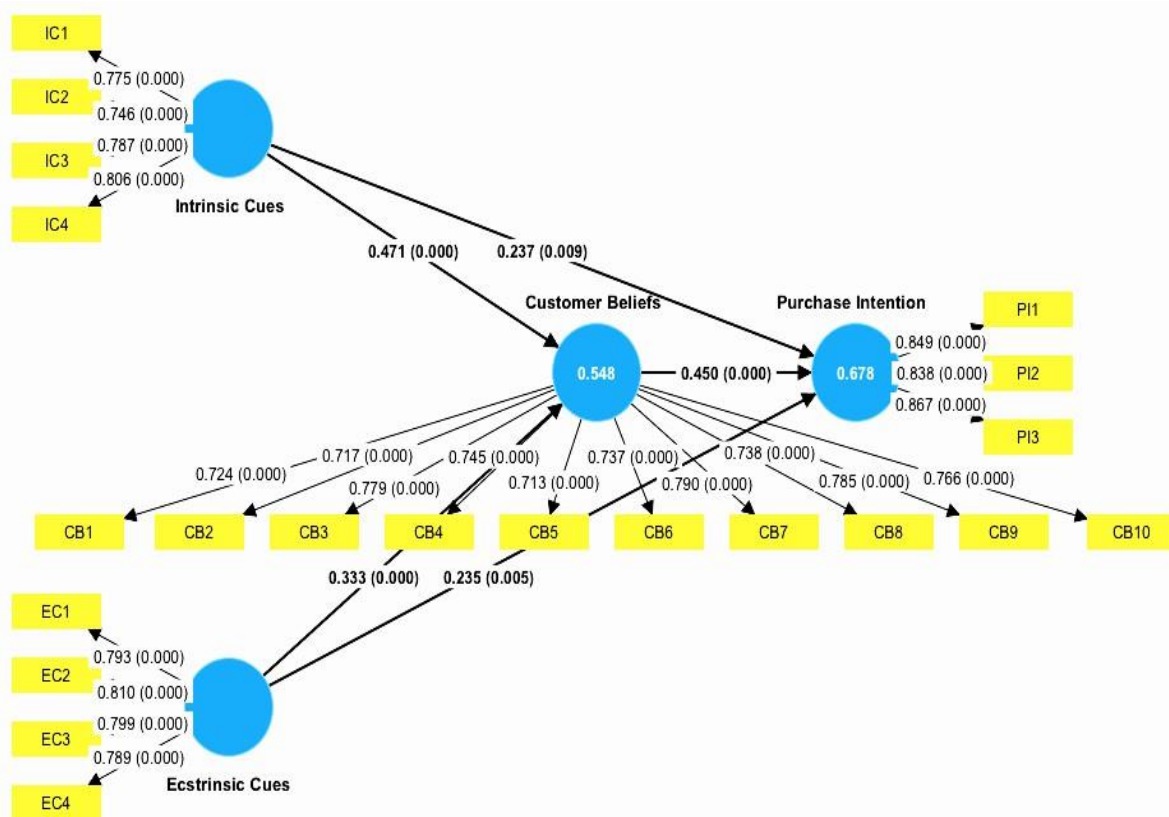 IC1
0.775 (0.000)
IC2
0.746 (0.000)
IC3
0.787 (0.000)
0.806 (0.000)
IC4
Intrinsic Cues
0.471 (0.000)
0.237 (0.009)
Customer Beliefs
Purchase Intention
PI1
0.849 (0.000)
0.548
0.450 (0.000)
0.678
0.838 (0.000)
PI2
0.867 (0.000)
PI3
0.724 (0.000)
0.717 (0.000)
0.779 (0.000)
0.745 (0.000)
0.713 (0.000)
0.737 (0.000)
0.790 (0.000)
0.738 (0.000)
0.785 (0.000)
0.766 (0.000)
CB1
CB2
CB3
CB4
CB5
CB6
CB7
CB8
CB9
CB10
0.333 (0.000)
0.235 (0.005)
EC1
0.793 (0.000)
EC2
0.810 (0.000)
0.799 (0.000)
EC3
0.789 (0.000)
EC4
Ecstrinsic Cues